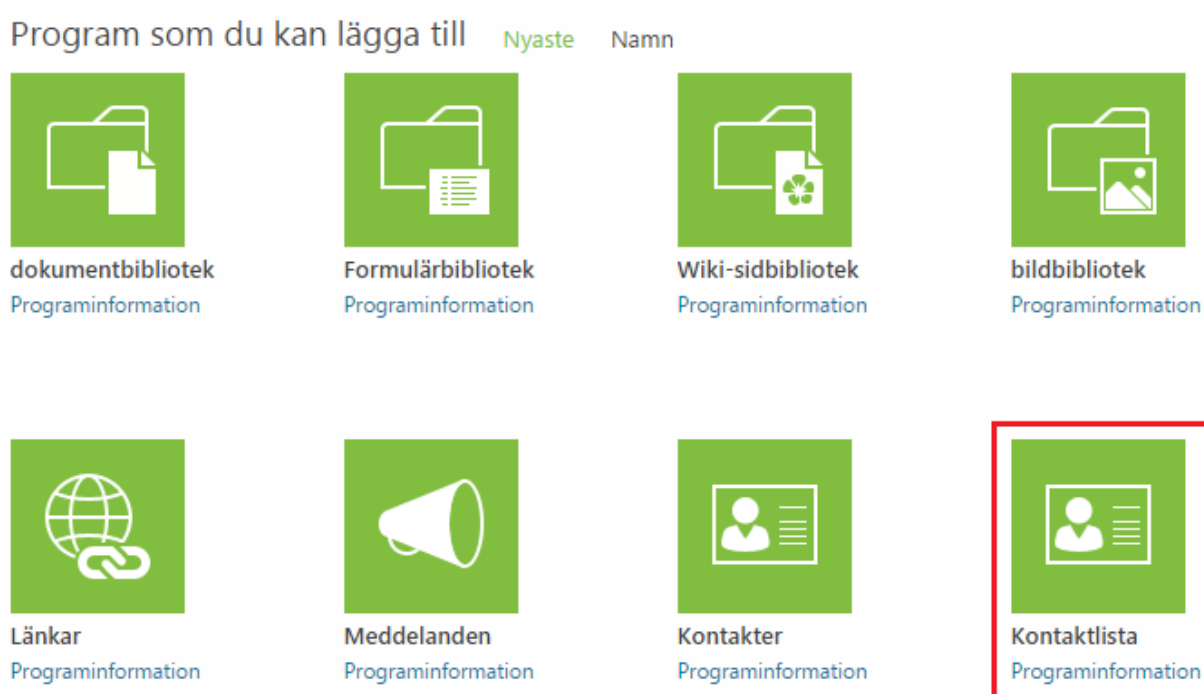 Program som du kan lägga till Nyaste Namn
dokumentbibliotek Formulärbibliotek Wiki-sidbibliotek bildbibliotek
Programinformation Programinformation Programinformation Programinformation
Länkar Meddelanden Kontakter Kontaktlista
Programinformation Programinformation Programinformation Programinformation